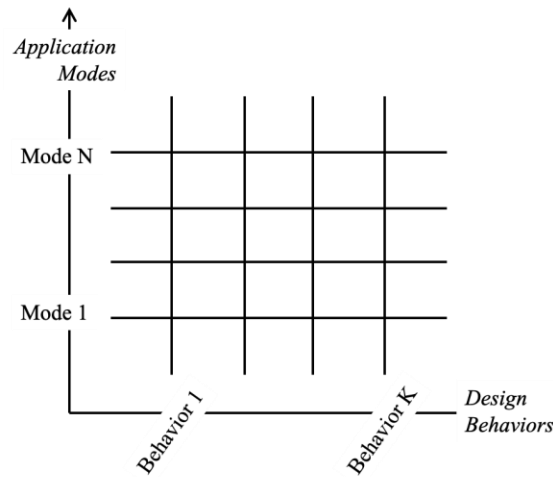 Application
Modes
Mode N
Mode 1
Behavior 1
Behavior K
Design
Behaviors